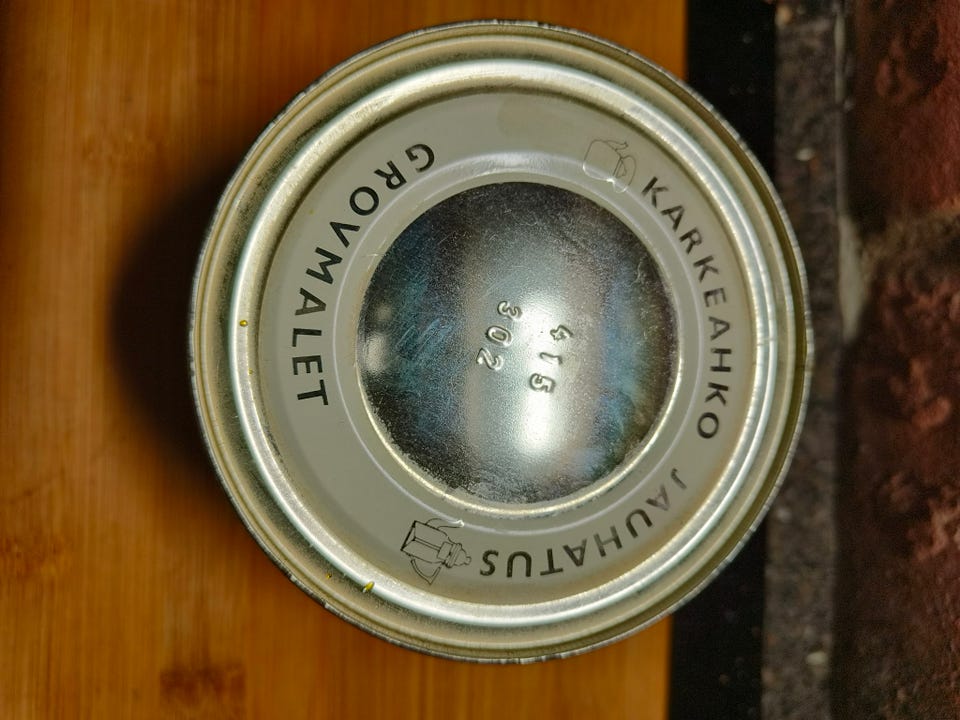 KARKEAHKO JAUHATUS
GROVMALET
415
302